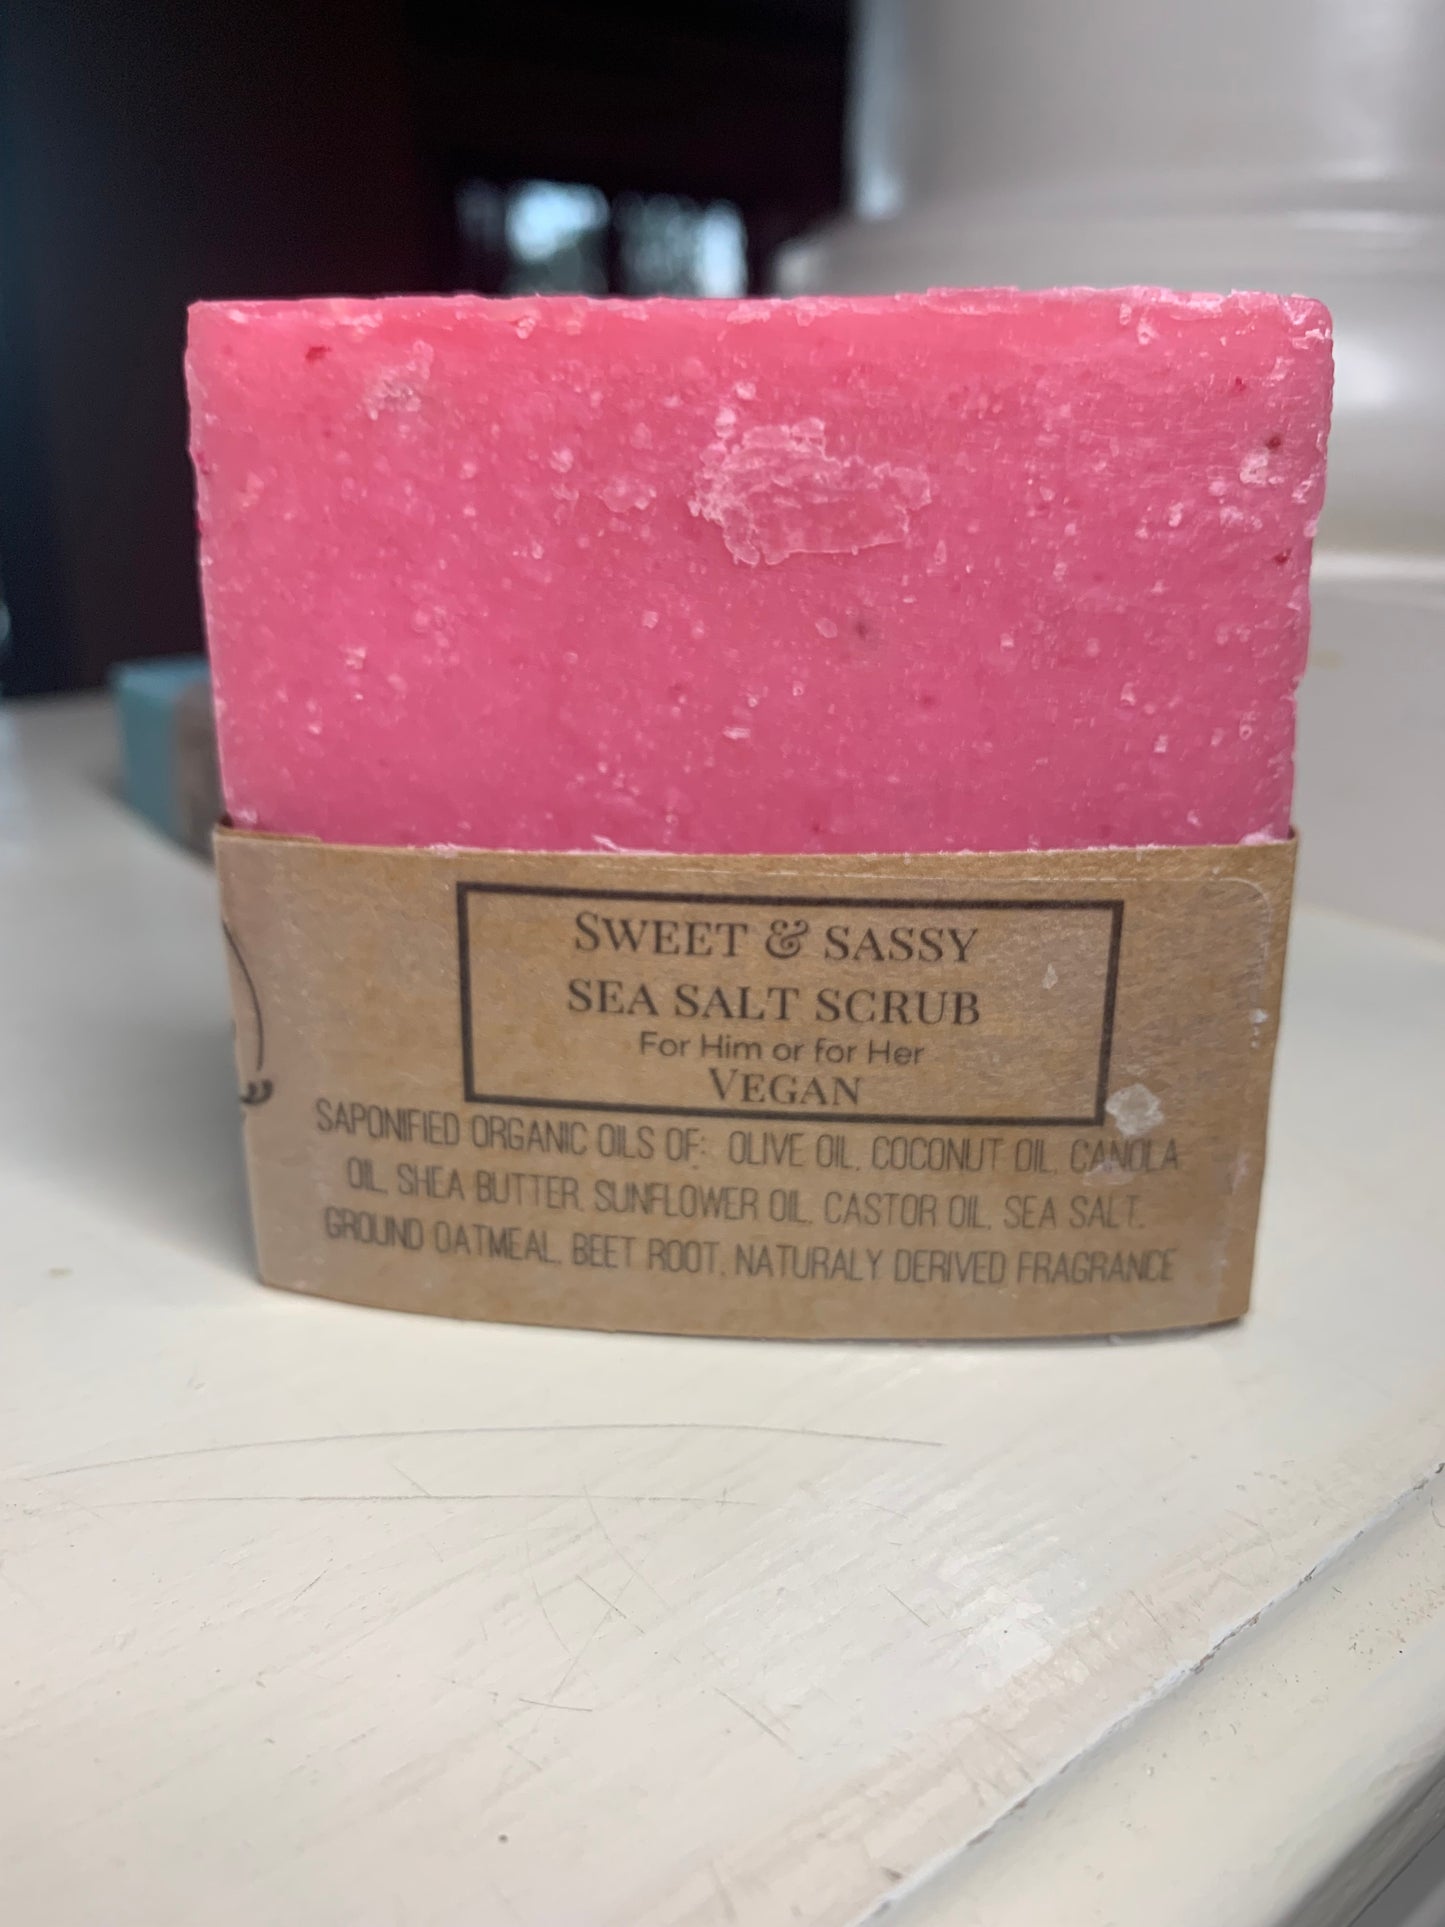 SWEET & SASSY
SEA SALT SCRUB
For Him or for Her
VEGAN
SAPONIFIED ORGANIC OILS OF: OLIVE OIL, COCONUT OIL, CANOLA
OIL, SHEA BUTTER, SUNFLOWER OIL, CASTOR OIL, SEA SALT,
GROUND OATMEAL, BEET ROOT, NATURALY DERIVED FRAGRANCE